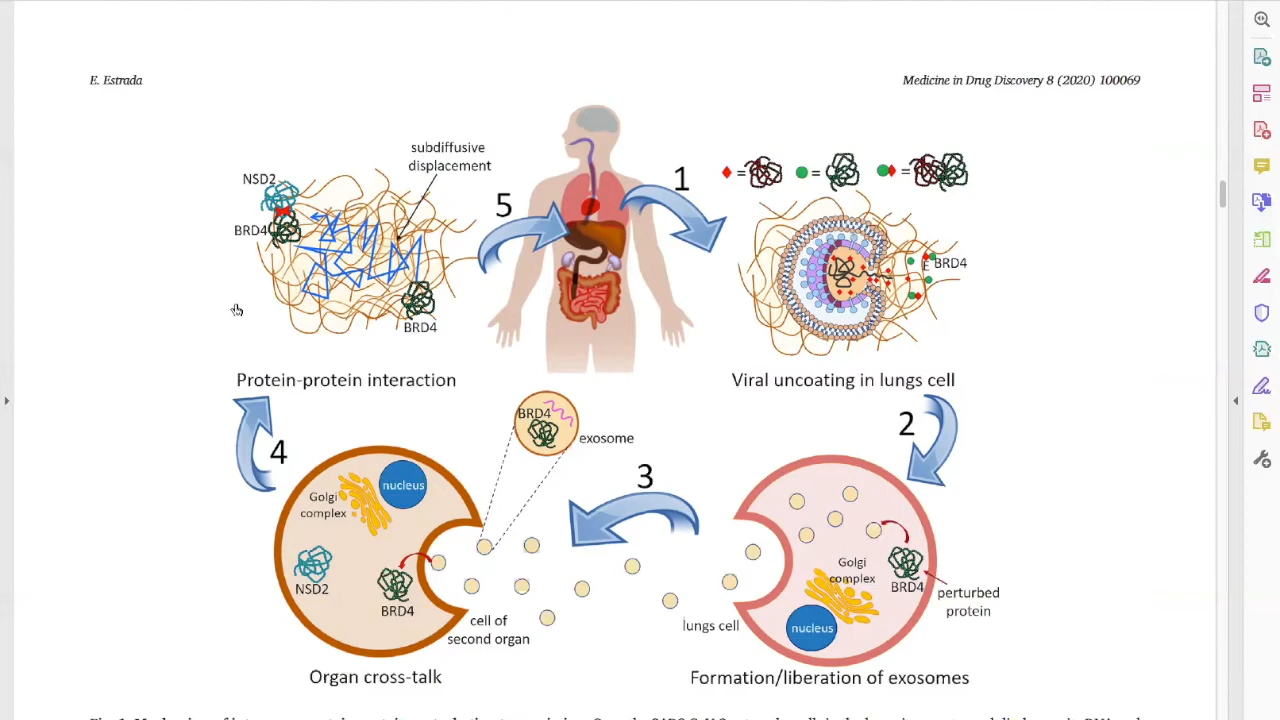 E. Estrada
Medicine in Drug Discovery 8 (2020) 100069
subdiffusive
displacement
NSD2
BRD4
BRD4
5
1
=
=
=
E BRD4
Protein-protein interaction
Viral uncoating in lungs cell
BRD4
exosome
4
3
2
nucleus
Golgi
complex
NSD2
BRD4
cell of
second organ
lungs cell
Golgi
complex
BRD4
perturbed
protein
nucleus
Organ cross-talk
Formation/liberation of exosomes